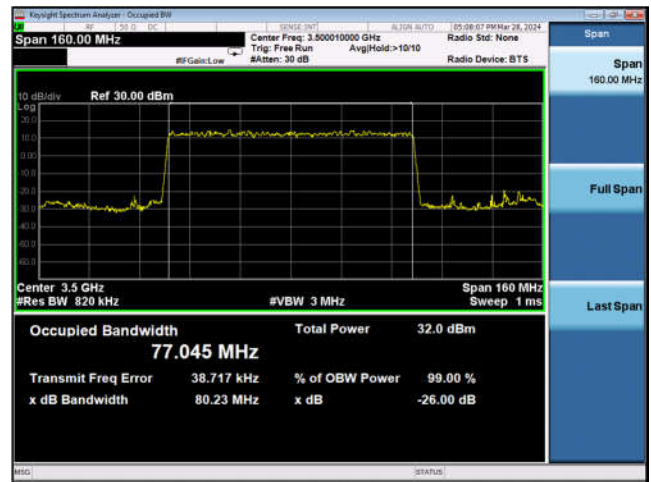 Keysight Spectrum Analyzer - Occupied BW
RF 50 Ω DC SENSE:INT ALIGN AUTO 05:08:07 PM Mar 28, 2024
Span 160.00 MHz
Center Freq: 3.500010000 GHz
Radio Std: None
Trig: Free Run Avg|Hold:>10/10
#IFGain:Low #Atten: 30 dB Radio Device: BTS
10 dB/div Ref 30.00 dBm
Log
20.0
10.0
0.00
-10.0
-20.0
-30.0
-40.0
-50.0
-60.0
Center 3.5 GHz Span 160 MHz
#Res BW 820 kHz #VBW 3 MHz Sweep 1 ms
Occupied Bandwidth Total Power 32.0 dBm
77.045 MHz
Transmit Freq Error 38.717 kHz % of OBW Power 99.00 %
x dB Bandwidth 80.23 MHz x dB -26.00 dB
MSG STATUS
Span
Span
160.00 MHz
Full Span
Last Span